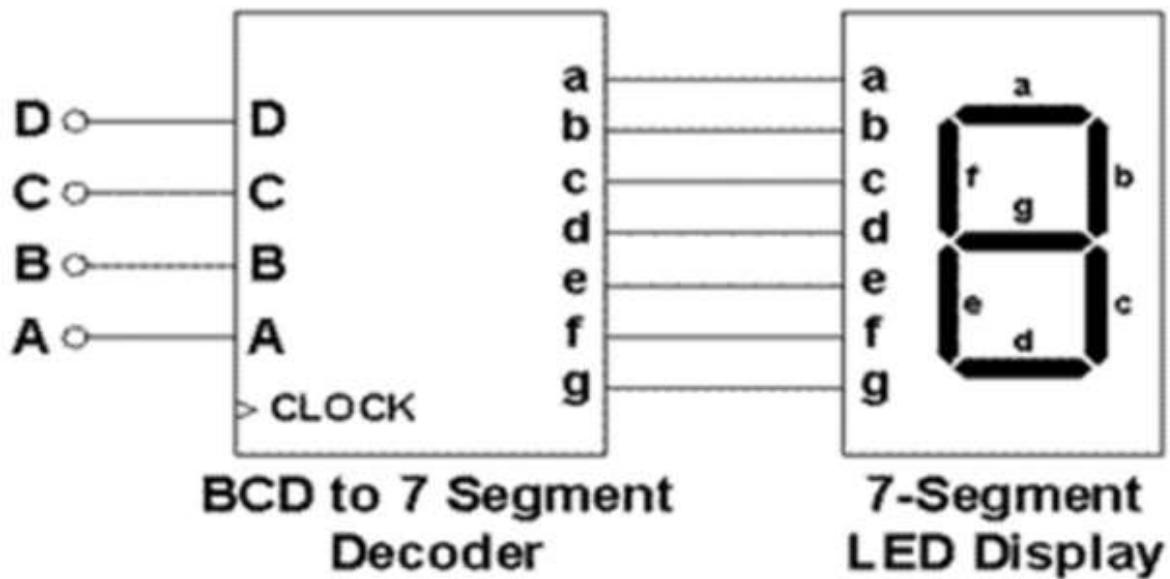 D D a a a
b b
C C c c f b
d d g
B B e e e c
A A f f d
g g
CLOCK
BCD to 7 Segment
Decoder
7-Segment
LED Display